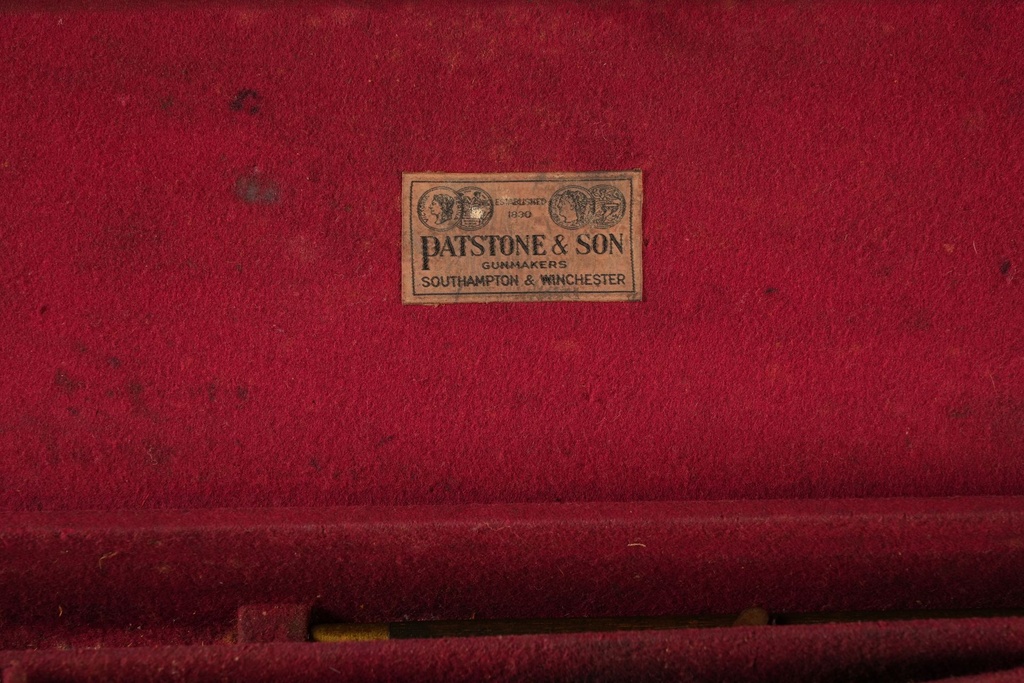 ESTABLISHED
1830
PATSTONE & SON
GUNMAKERS
SOUTHAMPTON & WINCHESTER